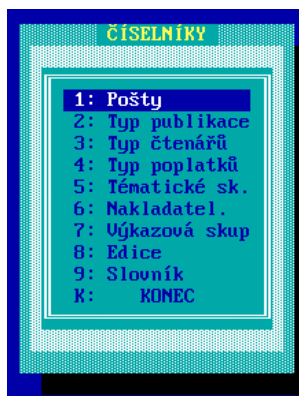 ČÍSELNÍKY
1: Pošty
2: Typ publikace
3: Typ čtenářů
4: Typ poplatků
5: Tématické sk.
6: Nakladatel.
7: Výkazová skup
8: Edice
9: Slovník
K: KONEC